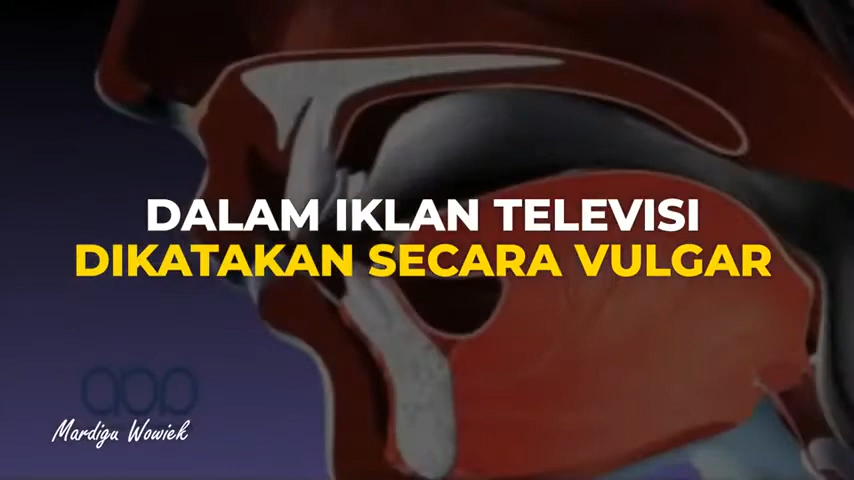 DALAM IKLAN TELEVISI
DIKATAKAN SECARA VULGAR
Mardigu Wowiek